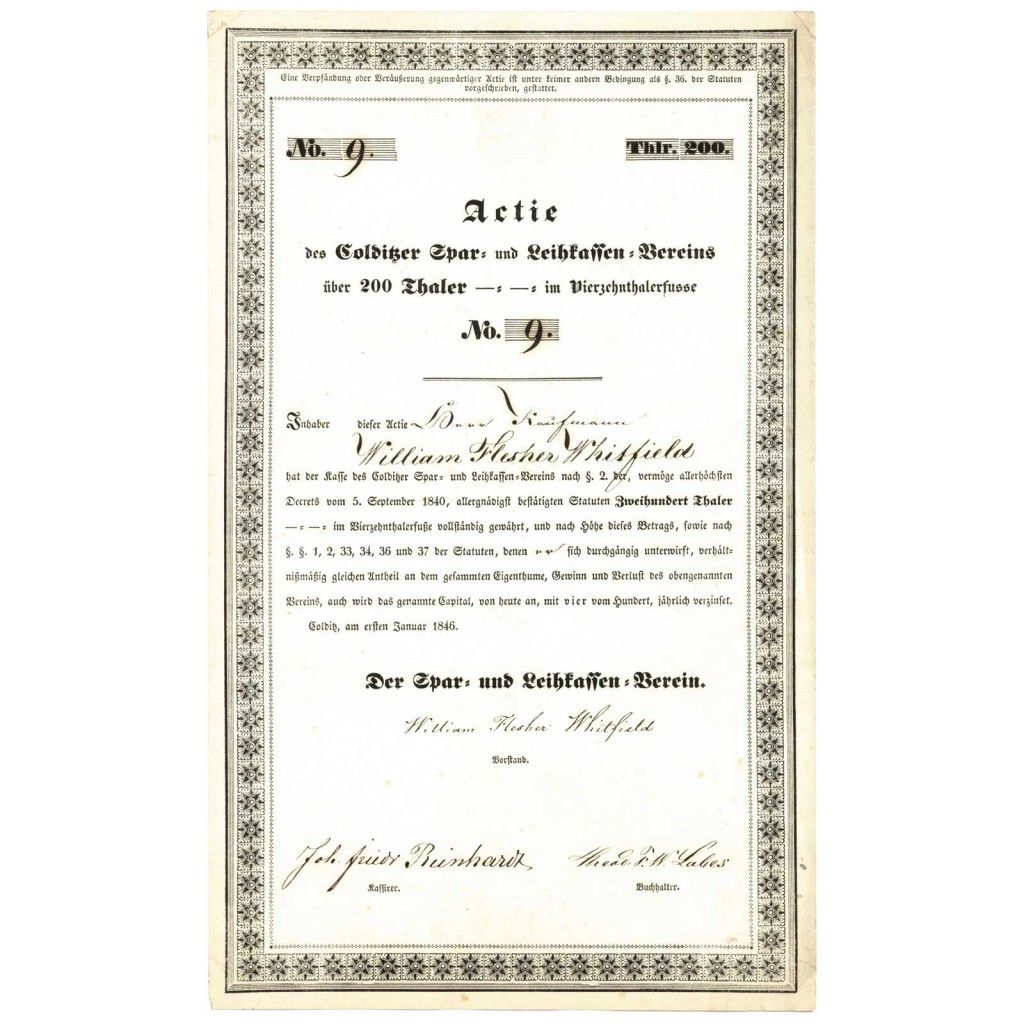 Eine Verpfändung oder Veräußerung gegenwärtiger Actie ist unter keiner andern Bedingung als §. 36. der Statuten
vorgeschrieben, gestattet.
No. 9. Thlr. 200.
Actie
des Colditzer Spar- und Leihkassen-Vereins
über 200 Thaler —:—: im Vierzehnthalerfusse
No. 9.
Inhaber dieser Actie Herr Kaufmann
William Flesher Whitfield
hat der Kasse des Colditzer Spar- und Leihkassen-Vereins nach §. 2. der, vermöge allerhöchsten
Decrets vom 5. September 1840, allergnädigst bestätigten Statuten Zweihundert Thaler
—:—: im Vierzehnthalerfuße vollständig gewährt, und nach Höhe dieses Betrags, sowie nach
§. §. 1, 2, 33, 34, 36 und 37 der Statuten, denen er sich durchgängig unterwirft, verhält-
nißmäßig gleichen Antheil an dem gesammten Eigenthume, Gewinn und Verlust des obengenannten
Vereins, auch wird das genannte Capital, von heute an, mit vier vom Hundert, jährlich verzinset.
Colditz, am ersten Januar 1846.
Der Spar- und Leihkassen-Verein.
William Flesher Whitfield
Vorstand.
Joh. Friedr Reinhardt F. W. Labes
Kassirer. Buchhalter.